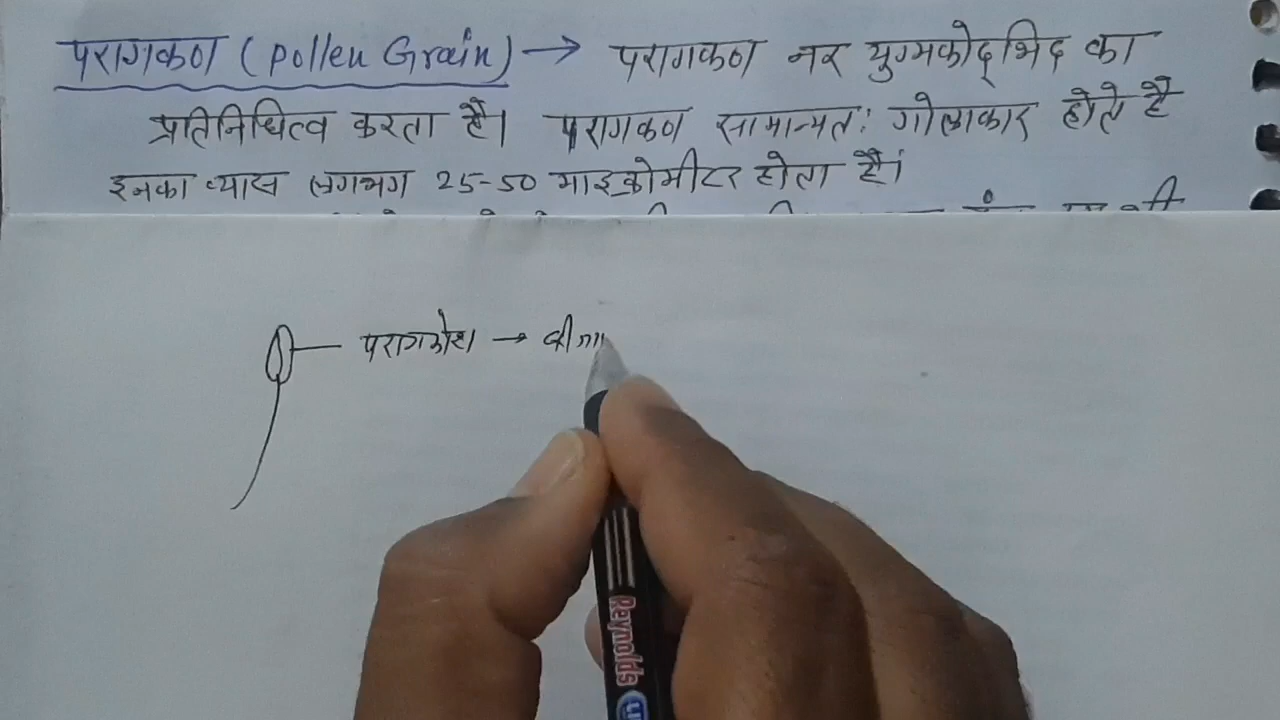 परागकण (Pollen Grain) → परागकण नर युग्मकोद्भिद का
प्रतिनिधित्व करता है। परागकण सामान्यतः गोलाकार होते है
इनका व्यास लगभग 25-50 माइक्रोमीटर होता है।
परागकोश →
Reynolds